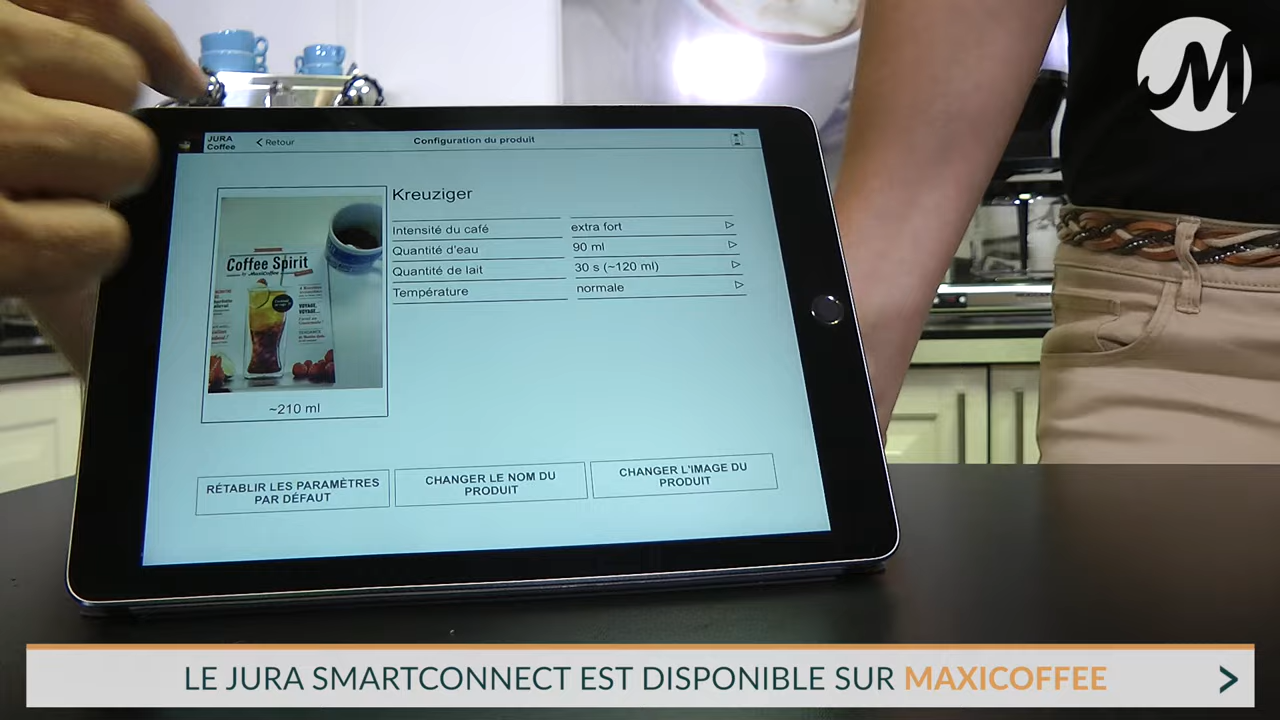 JURA
Coffee
Retour
Configuration du produit
Kreuziger
Intensité du café
extra fort
Quantité d'eau
90 ml
Quantité de lait
30 s (~120 ml)
Température
normale
Coffee Spirit
by MaxiCoffee
~210 ml
RÉTABLIR LES PARAMÈTRES
PAR DÉFAUT
CHANGER LE NOM DU
PRODUIT
CHANGER L'IMAGE DU
PRODUIT
LE JURA SMARTCONNECT EST DISPONIBLE SUR MAXICOFFEE